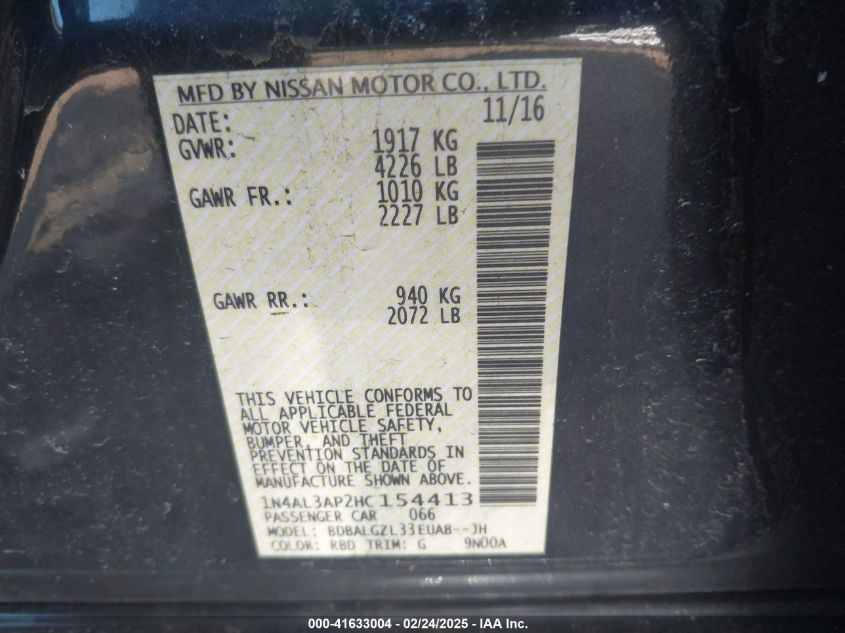 MFD BY NISSAN MOTOR CO., LTD.
DATE: 11/16
GVWR: 1917 KG
4226 LB
GAWR FR.: 1010 KG
2227 LB
GAWR RR.: 940 KG
2072 LB
THIS VEHICLE CONFORMS TO
ALL APPLICABLE FEDERAL
MOTOR VEHICLE SAFETY,
BUMPER, AND THEFT
PREVENTION STANDARDS IN
EFFECT ON THE DATE OF
MANUFACTURE SHOWN ABOVE.
1N4AL3AP2HC154413
PASSENGER CAR 066
MODEL: BDBALGZL33EUAB--JH
COLOR: RBD TRIM: G 9N00A
000-41633004 - 02/24/2025 - IAA Inc.